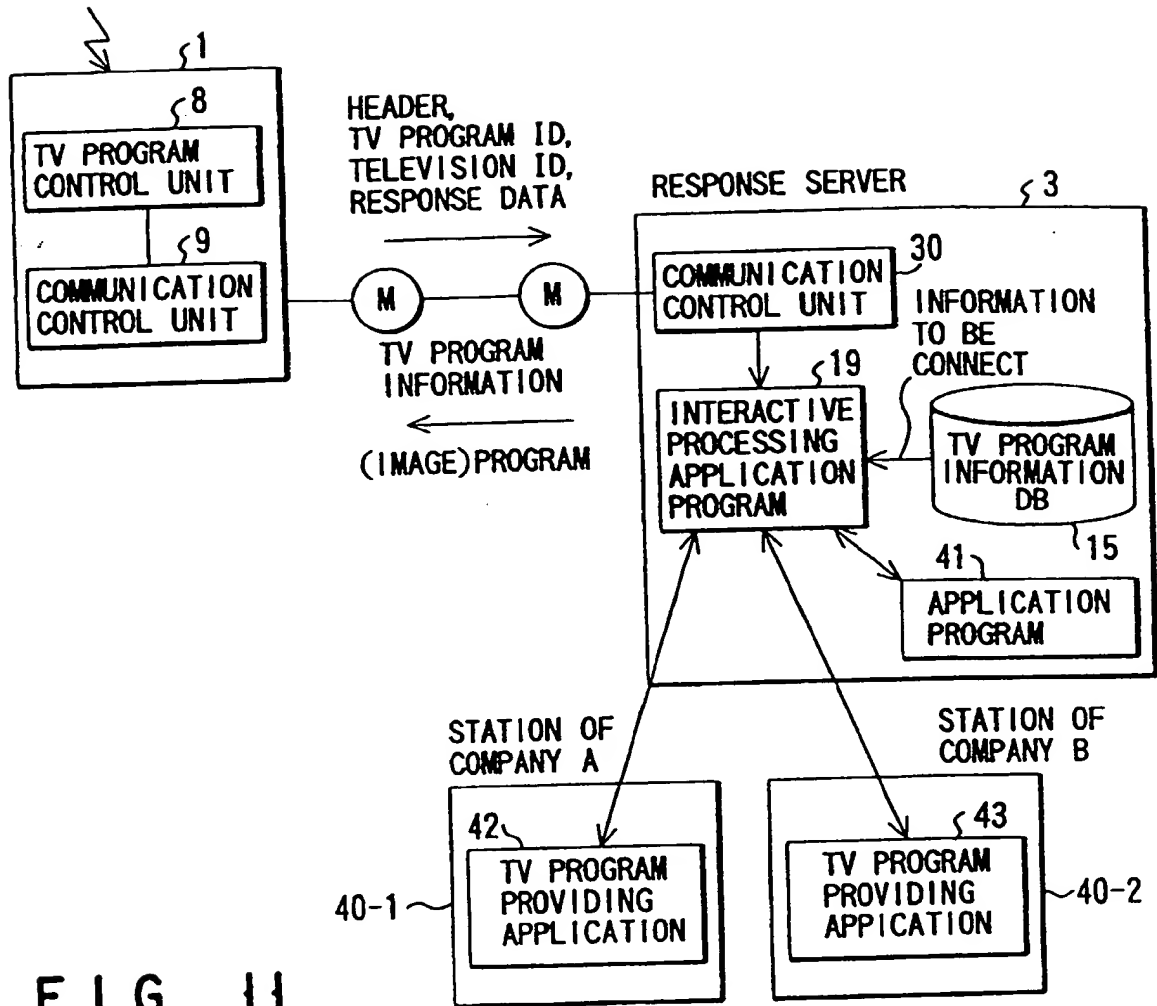 1
8
TV PROGRAM
CONTROL UNIT
9
COMMUNICATION
CONTROL UNIT
HEADER,
TV PROGRAM ID,
TELEVISION ID,
RESPONSE DATA
M
M
TV PROGRAM
INFORMATION
(IMAGE)PROGRAM
RESPONSE SERVER
3
COMMUNICATION
CONTROL UNIT
30
INFORMATION
TO BE
CONNECT
19
INTERACTIVE
PROCESSING
APPLICATION
PROGRAM
TV PROGRAM
INFORMATION
DB
15
41
APPLICATION
PROGRAM
STATION OF
COMPANY A
42
TV PROGRAM
PROVIDING
APPLICATION
40-1
STATION OF
COMPANY B
43
TV PROGRAM
PROVIDING
APPICATION
40-2
FIG. 11